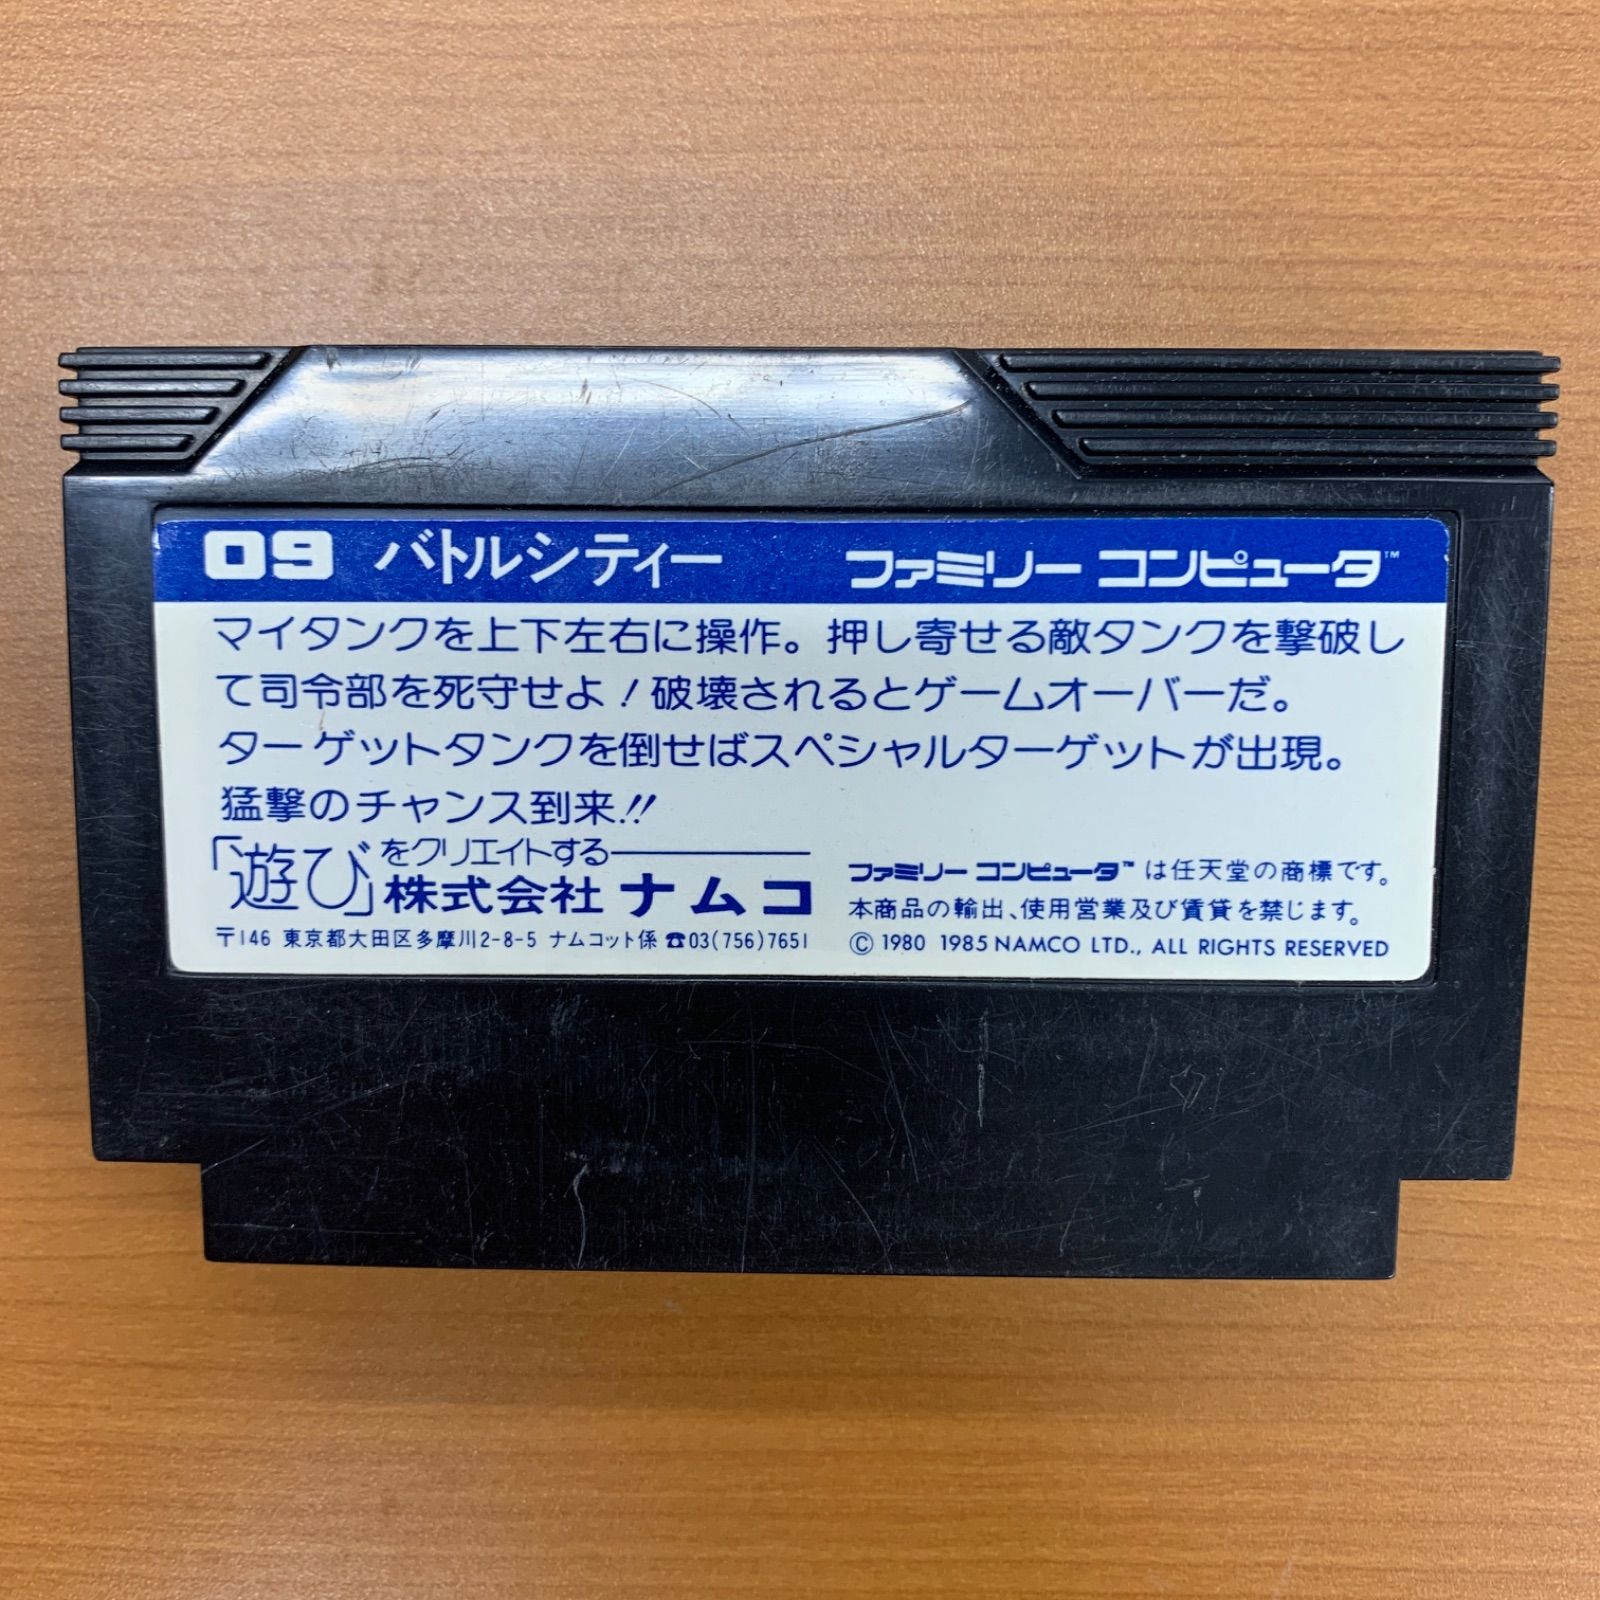 09 バトルシティー ファミリー コンピュータ™
マイタンクを上下左右に操作。押し寄せる敵タンクを撃破し
て司令部を死守せよ！破壊されるとゲームオーバーだ。
ターゲットタンクを倒せばスペシャルターゲットが出現。
猛撃のチャンス到来!!
「遊び」をクリエイトする
株式会社 ナムコ
〒146 東京都大田区多摩川2-8-5 ナムコット係 ☎03(756)7651
ファミリー コンピュータ™は任天堂の商標です。
本商品の輸出、使用営業及び賃貸を禁じます。
© 1980 1985 NAMCO LTD., ALL RIGHTS RESERVED